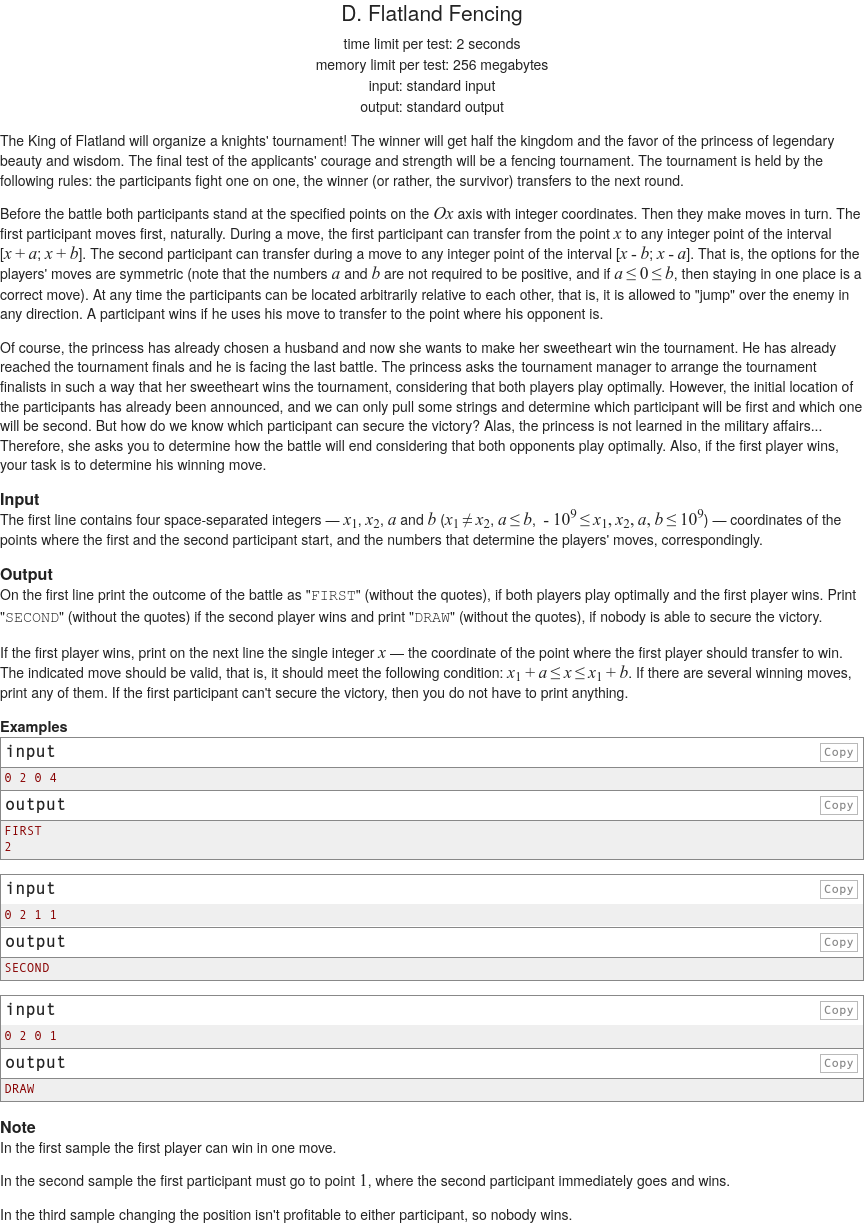 D. Flatland Fencing
time limit per test: 2 seconds
memory limit per test: 256 megabytes
input: standard input
output: standard output
The King of Flatland will organize a knights' tournament! The winner will get half the kingdom and the favor of the princess of legendary
beauty and wisdom. The final test of the applicants' courage and strength will be a fencing tournament. The tournament is held by the
following rules: the participants fight one on one, the winner (or rather, the survivor) transfers to the next round.
Before the battle both participants stand at the specified points on the Ox axis with integer coordinates. Then they make moves in turn. The
first participant moves first, naturally. During a move, the first participant can transfer from the point x to any integer point of the interval
[x + a; x + b]. The second participant can transfer during a move to any integer point of the interval [x - b; x - a]. That is, the options for the
players' moves are symmetric (note that the numbers a and b are not required to be positive, and if a ≤ 0 ≤ b, then staying in one place is a
correct move). At any time the participants can be located arbitrarily relative to each other, that is, it is allowed to "jump" over the enemy in
any direction. A participant wins if he uses his move to transfer to the point where his opponent is.
Of course, the princess has already chosen a husband and now she wants to make her sweetheart win the tournament. He has already
reached the tournament finals and he is facing the last battle. The princess asks the tournament manager to arrange the tournament
finalists in such a way that her sweetheart wins the tournament, considering that both players play optimally. However, the initial location of
the participants has already been announced, and we can only pull some strings and determine which participant will be first and which one
will be second. But how do we know which participant can secure the victory? Alas, the princess is not learned in the military affairs...
Therefore, she asks you to determine how the battle will end considering that both opponents play optimally. Also, if the first player wins,
your task is to determine his winning move.
Input
The first line contains four space-separated integers — x1, x2, a and b (x1 ≠ x2, a ≤ b, - 10^9 ≤ x1, x2, a, b ≤ 10^9) — coordinates of the
points where the first and the second participant start, and the numbers that determine the players' moves, correspondingly.
Output
On the first line print the outcome of the battle as "FIRST" (without the quotes), if both players play optimally and the first player wins. Print
"SECOND" (without the quotes) if the second player wins and print "DRAW" (without the quotes), if nobody is able to secure the victory.
If the first player wins, print on the next line the single integer x — the coordinate of the point where the first player should transfer to win.
The indicated move should be valid, that is, it should meet the following condition: x1 + a ≤ x ≤ x1 + b. If there are several winning moves,
print any of them. If the first participant can't secure the victory, then you do not have to print anything.
Examples
input
Copy
0 2 0 4
output
Copy
FIRST
2
input
Copy
0 2 1 1
output
Copy
SECOND
input
Copy
0 2 0 1
output
Copy
DRAW
Note
In the first sample the first player can win in one move.
In the second sample the first participant must go to point 1, where the second participant immediately goes and wins.
In the third sample changing the position isn't profitable to either participant, so nobody wins.